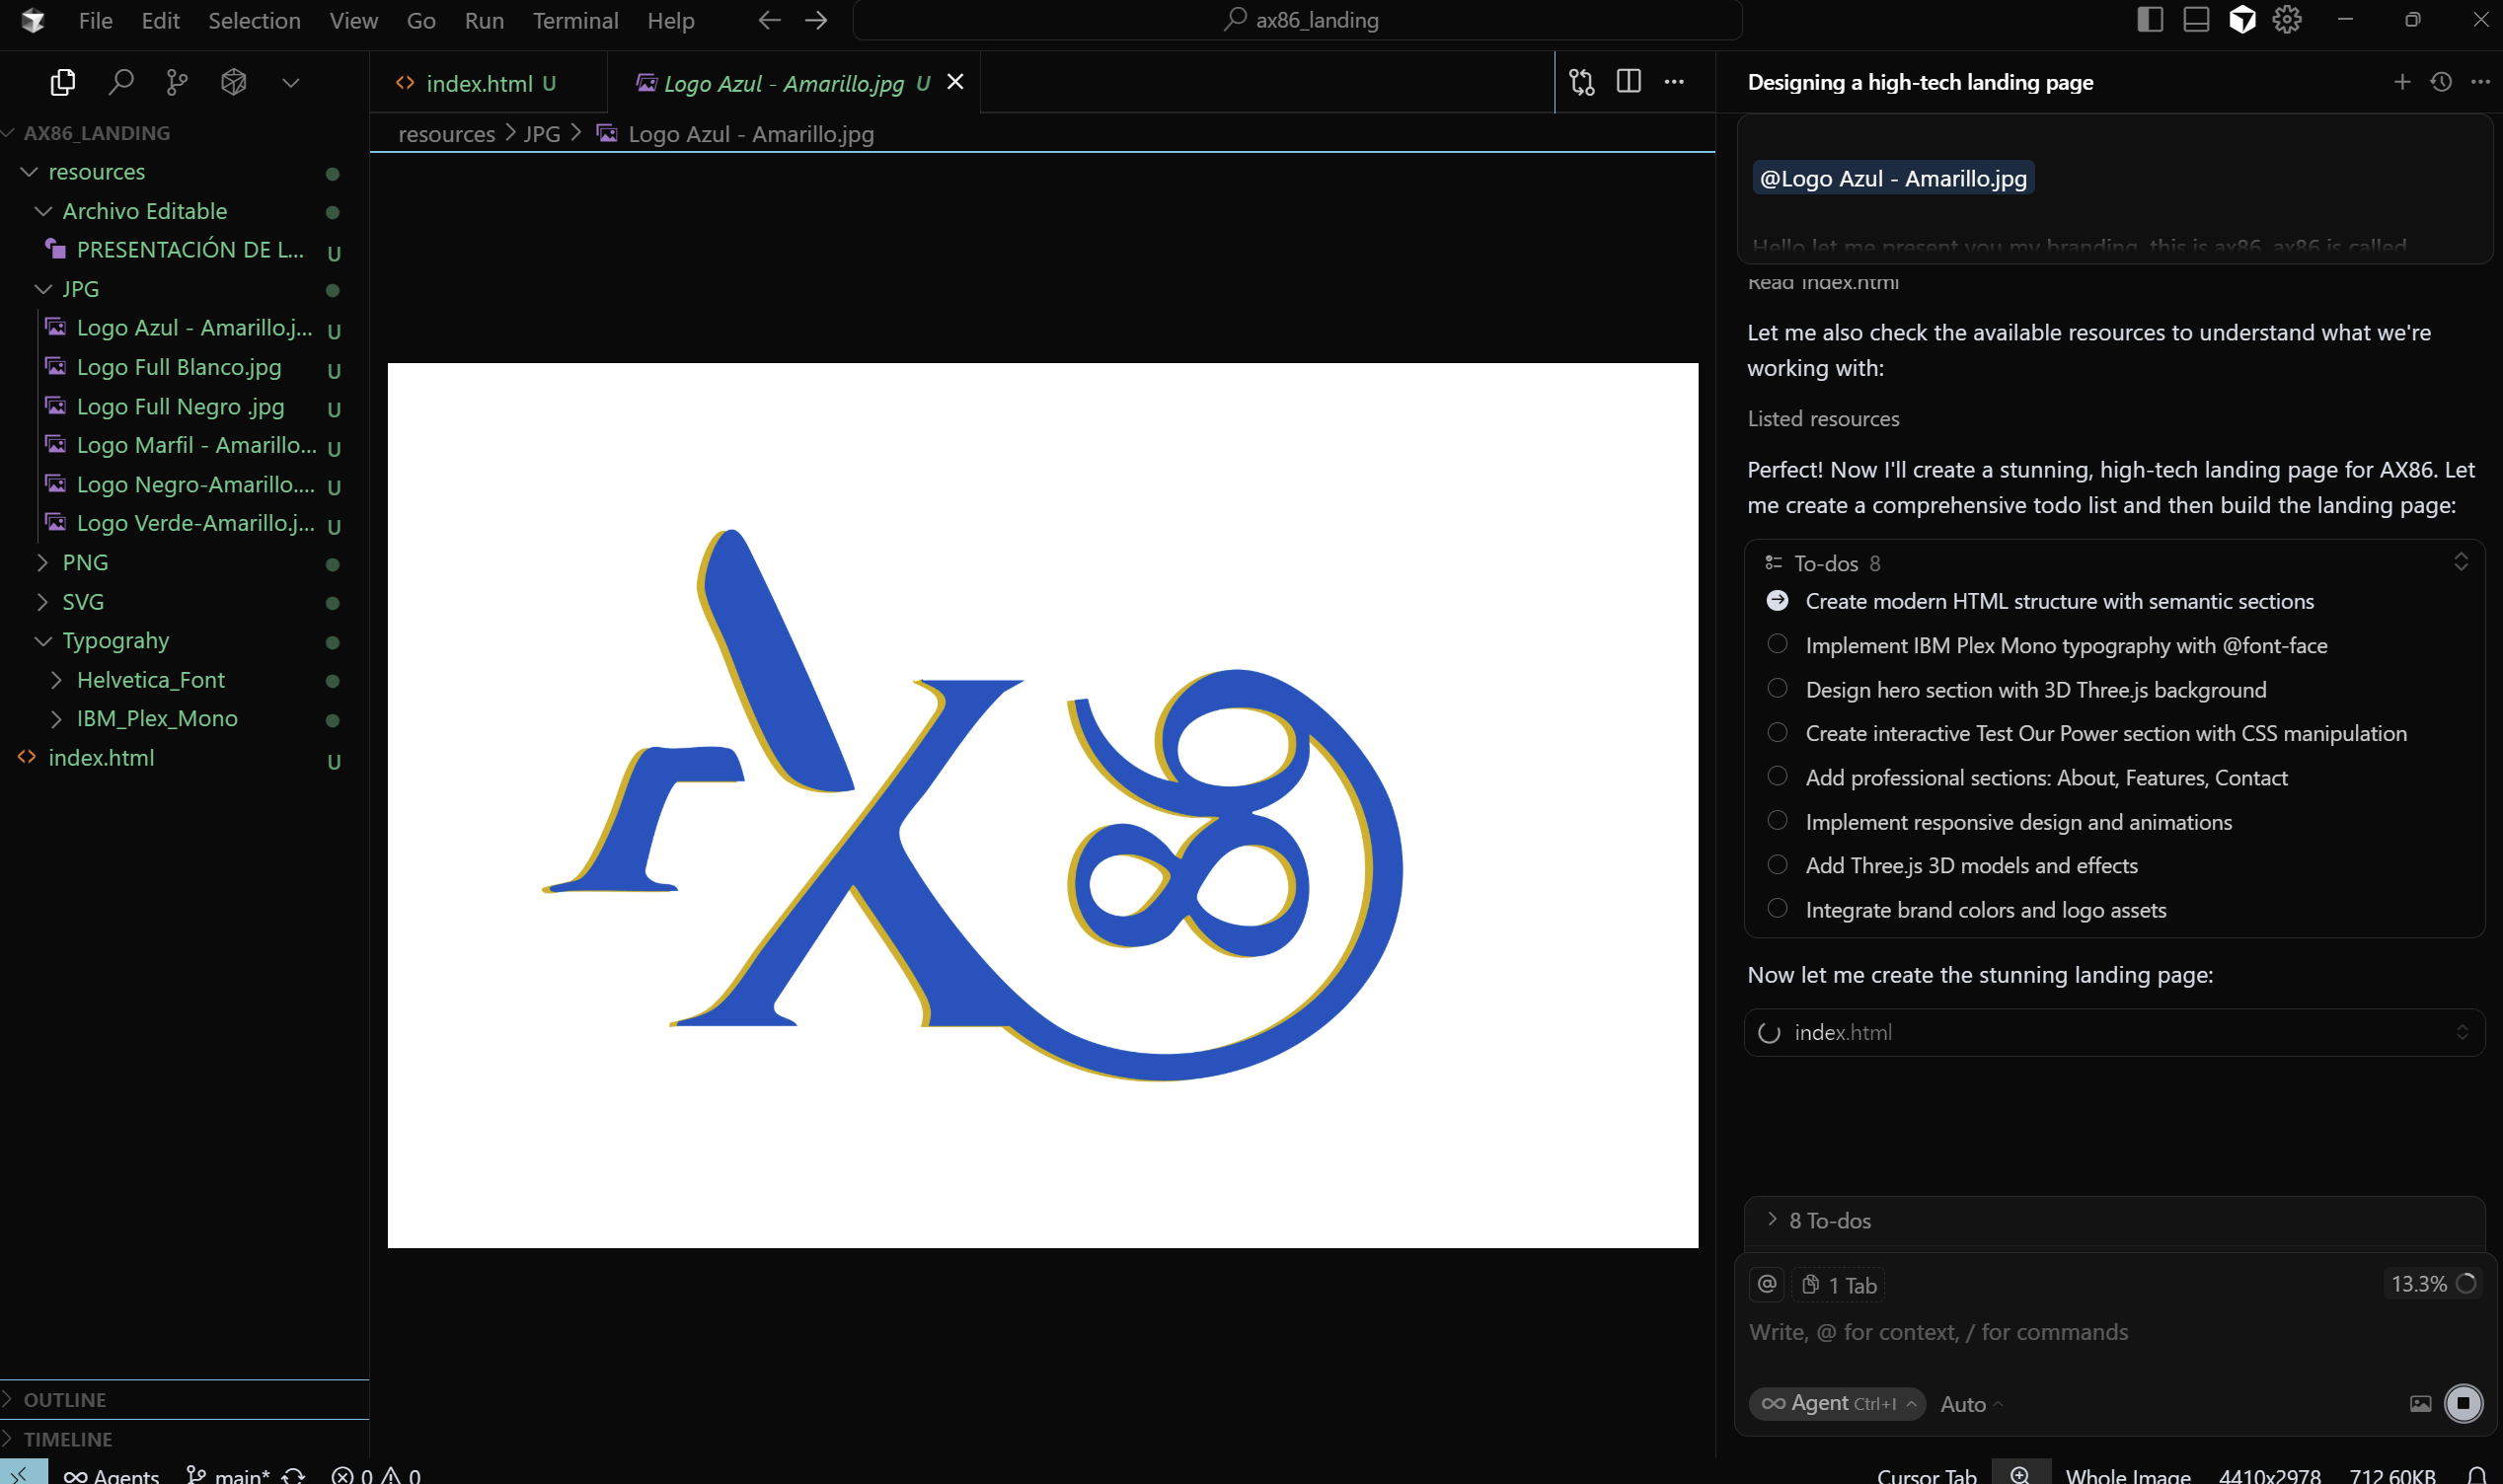 File Edit Selection View Go Run Terminal Help
ax86_landing
AX86_LANDING
resources
Archivo Editable
PRESENTACIÓN DE L... U
JPG
Logo Azul - Amarillo.j... U
Logo Full Blanco.jpg U
Logo Full Negro .jpg U
Logo Marfil - Amarillo... U
Logo Negro-Amarillo.... U
Logo Verde-Amarillo.j... U
PNG
SVG
Typograhy
Helvetica_Font
IBM_Plex_Mono
index.html U
OUTLINE
TIMELINE
index.html U
Logo Azul - Amarillo.jpg U
resources > JPG > Logo Azul - Amarillo.jpg
AX86
Designing a high-tech landing page
@Logo Azul - Amarillo.jpg
Hello let me present you my branding, this is ax86, ax86 is called
Read index.html
Let me also check the available resources to understand what we're
working with:
Listed resources
Perfect! Now I'll create a stunning, high-tech landing page for AX86. Let
me create a comprehensive todo list and then build the landing page:
To-dos 8
Create modern HTML structure with semantic sections
Implement IBM Plex Mono typography with @font-face
Design hero section with 3D Three.js background
Create interactive Test Our Power section with CSS manipulation
Add professional sections: About, Features, Contact
Implement responsive design and animations
Add Three.js 3D models and effects
Integrate brand colors and logo assets
Now let me create the stunning landing page:
index.html
8 To-dos
@ 1 Tab 13.3%
Write, @ for context, / for commands
Agent Ctrl+I Auto
Agents main* 0 0
Cursor Tab Whole Image 4410x2978 712.60KB